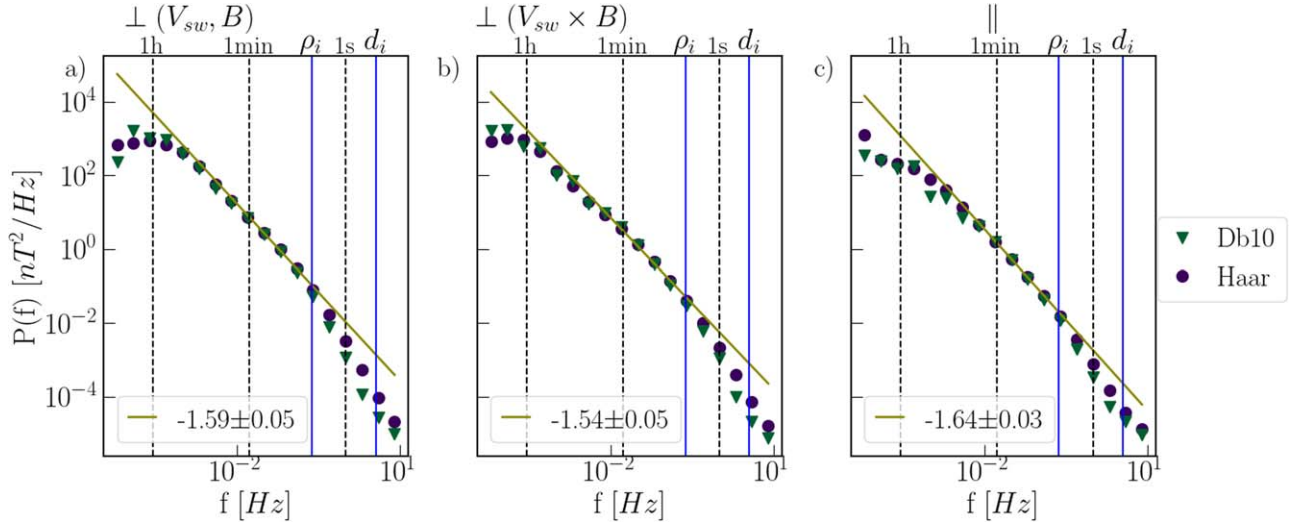 ⊥ (V_sw, B) ⊥ (V_sw × B) ∥
1h 1min ρ_i 1s d_i 1h 1min ρ_i 1s d_i 1h 1min ρ_i 1s d_i
a) b) c)
10^4
10^2
10^0
10^-2
10^-4
P(f) [nT^2/Hz]
Db10
Haar
-1.59±0.05 -1.54±0.05 -1.64±0.03
10^-2 10^1 10^-2 10^1 10^-2 10^1
f [Hz] f [Hz] f [Hz]